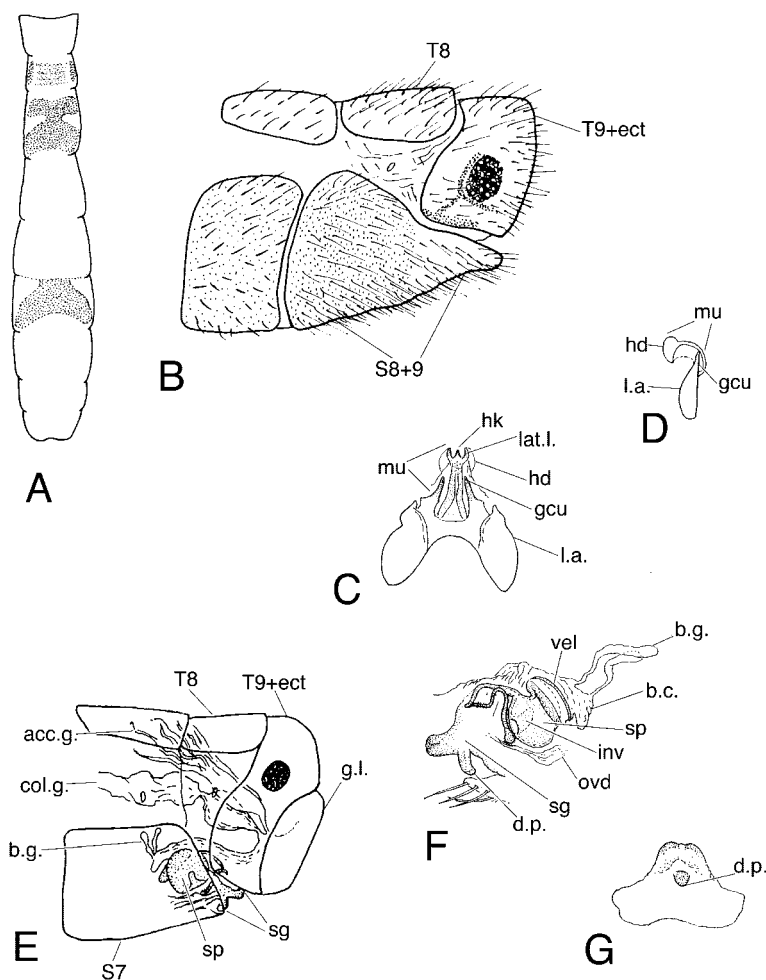 A
T8
T9+ect
S8+9
B
mu
hd
gcu
l.a.
D
hk
lat.l.
mu
hd
gcu
l.a.
C
T8
T9+ect
acc.g.
g.l.
col.g.
b.g.
sp
sg
S7
E
b.g.
vel
b.c.
sp
inv
ovd
sg
d.p.
F
d.p.
G